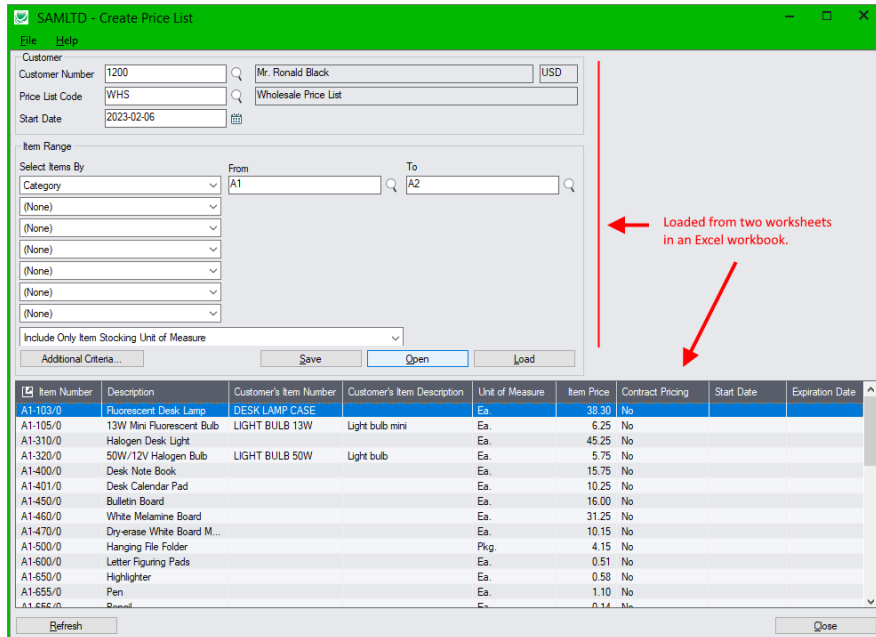 SAMLTD - Create Price List
File Help
Customer
Customer Number 1200 Mr. Ronald Black USD
Price List Code WHS Wholesale Price List
Start Date 2023-02-06
Item Range
Select Items By From To
Category A1 A2
(None)
(None)
(None)
(None)
(None)
(None)
Include Only Item Stocking Unit of Measure
Additional Criteria... Save Open Load
Loaded from two worksheets
in an Excel workbook.
Item Number Description Customer's Item Number Customer's Item Description Unit of Measure Item Price Contract Pricing Start Date Expiration Date
A1-103/0 Fluorescent Desk Lamp DESK LAMP CASE Ea. 38.30 No
A1-105/0 13W Mini Fluorescent Bulb LIGHT BULB 13W Light bulb mini Ea. 6.25 No
A1-310/0 Halogen Desk Light Ea. 45.25 No
A1-320/0 50W/12V Halogen Bulb LIGHT BULB 50W Light bulb Ea. 5.75 No
A1-400/0 Desk Note Book Ea. 15.75 No
A1-401/0 Desk Calendar Pad Ea. 10.25 No
A1-450/0 Bulletin Board Ea. 16.00 No
A1-460/0 White Melamine Board Ea. 31.25 No
A1-470/0 Dry-erase White Board M... Ea. 10.15 No
A1-500/0 Hanging File Folder Pkg. 4.15 No
A1-600/0 Letter Figuring Pads Ea. 0.51 No
A1-650/0 Highlighter Ea. 0.58 No
A1-655/0 Pen Ea. 1.10 No
A1-656/0 Pencil Ea. 0.14 No
Refresh Close